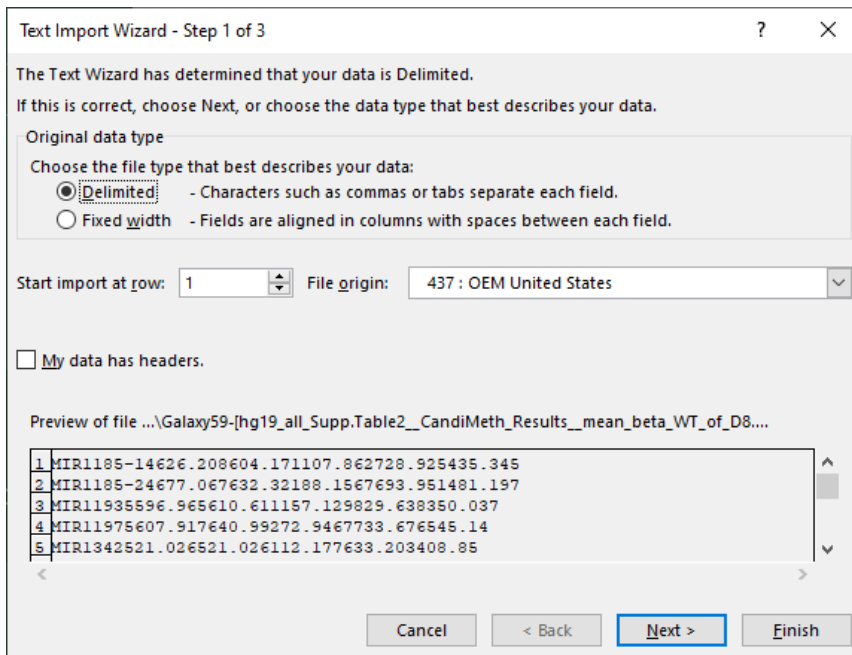 Text Import Wizard - Step 1 of 3 ? ×
The Text Wizard has determined that your data is Delimited.
If this is correct, choose Next, or choose the data type that best describes your data.
Original data type
Choose the file type that best describes your data:
Delimited - Characters such as commas or tabs separate each field.
Fixed width - Fields are aligned in columns with spaces between each field.
Start import at row: 1 File origin: 437 : OEM United States
My data has headers.
Preview of file ...\Galaxy59-[hg19_all_Supp.Table2__CandiMeth_Results__mean_beta_WT_of_D8....
1 MIR1185-14626.208604.171107.862728.925435.345
2 MIR1185-24677.067632.32188.1567693.951481.197
3 MIR11935596.965610.611157.129829.638350.037
4 MIR11975607.917640.99272.9467733.676545.14
5 MIR1342521.026521.026112.177633.203408.85
Cancel < Back Next > Finish